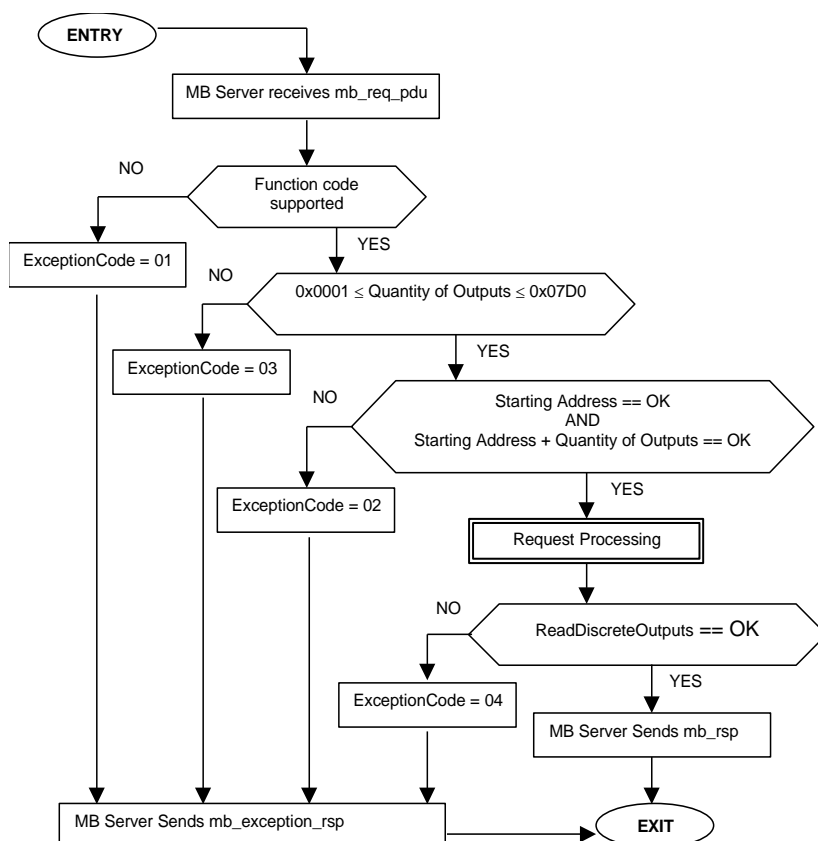 ENTRY
MB Server receives mb_req_pdu
NO
Function code
supported
YES
ExceptionCode = 01
NO
0x0001 ≤ Quantity of Outputs ≤ 0x07D0
YES
ExceptionCode = 03
NO
Starting Address == OK
AND
Starting Address + Quantity of Outputs == OK
YES
ExceptionCode = 02
Request Processing
NO
ReadDiscreteOutputs == OK
YES
ExceptionCode = 04
MB Server Sends mb_rsp
MB Server Sends mb_exception_rsp
EXIT